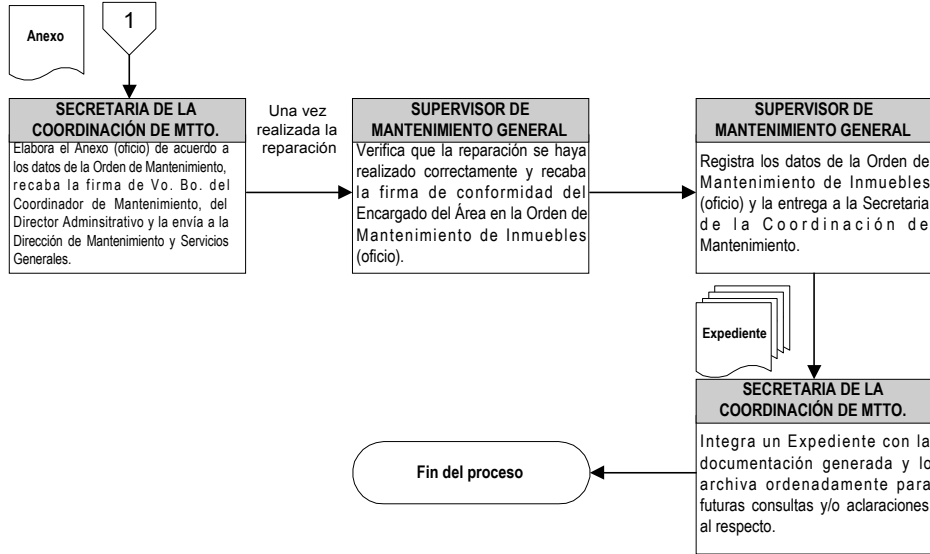 Anexo
1
SECRETARIA DE LA
COORDINACIÓN DE MTTO.
Elabora el Anexo (oficio) de acuerdo a
los datos de la Orden de Mantenimiento,
recaba la firma de Vo. Bo. del
Coordinador de Mantenimiento, del
Director Adminsitrativo y la envía a la
Dirección de Mantenimiento y Servicios
Generales.
Una vez
realizada la
reparación
SUPERVISOR DE
MANTENIMIENTO GENERAL
Verifica que la reparación se haya
realizado correctamente y recaba
la firma de conformidad del
Encargado del Área en la Orden de
Mantenimiento de Inmuebles
(oficio).
SUPERVISOR DE
MANTENIMIENTO GENERAL
Registra los datos de la Orden de
Mantenimiento de Inmuebles
(oficio) y la entrega a la Secretaria
de la Coordinación de
Mantenimiento.
Expediente
SECRETARIA DE LA
COORDINACIÓN DE MTTO.
Integra un Expediente con la
documentación generada y lo
archiva ordenadamente para
futuras consultas y/o aclaraciones
al respecto.
Fin del proceso